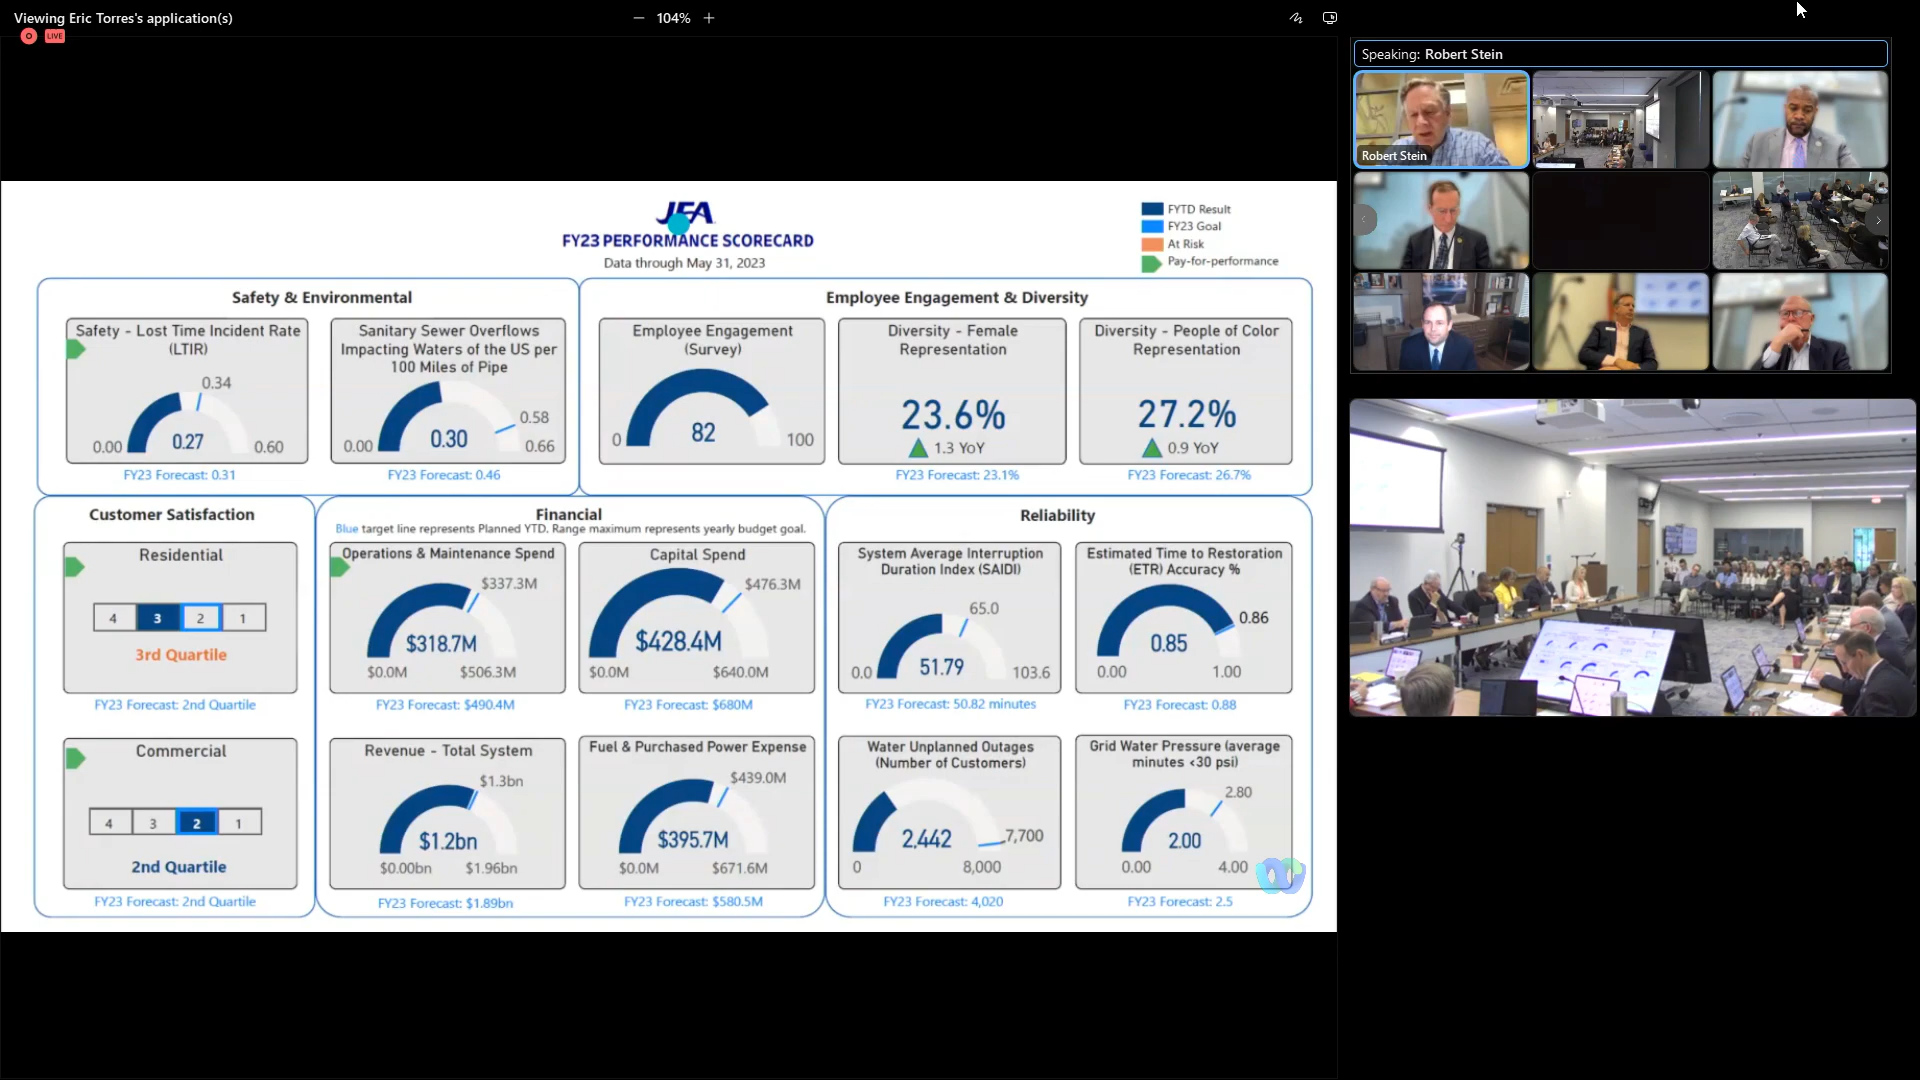 Viewing Eric Torres's application(s)
104%
LIVE
Speaking: Robert Stein
Robert Stein
JEA
FY23 PERFORMANCE SCORECARD
Data through May 31, 2023
FYTD Result
FY23 Goal
At Risk
Pay-for-performance
Safety & Environmental
Safety - Lost Time Incident Rate
(LTIR)
0.34
0.00
0.27
0.60
FY23 Forecast: 0.31
Sanitary Sewer Overflows
Impacting Waters of the US per
100 Miles of Pipe
0.58
0.00
0.30
0.66
FY23 Forecast: 0.46
Employee Engagement & Diversity
Employee Engagement
(Survey)
0
82
100
Diversity - Female
Representation
23.6%
1.3 YoY
FY23 Forecast: 23.1%
Diversity - People of Color
Representation
27.2%
0.9 YoY
FY23 Forecast: 26.7%
Customer Satisfaction
Residential
4 3 2 1
3rd Quartile
FY23 Forecast: 2nd Quartile
Commercial
4 3 2 1
2nd Quartile
FY23 Forecast: 2nd Quartile
Financial
Blue target line represents Planned YTD. Range maximum represents yearly budget goal.
Operations & Maintenance Spend
$337.3M
$318.7M
$0.0M
$506.3M
FY23 Forecast: $490.4M
Capital Spend
$476.3M
$428.4M
$0.0M
$640.0M
FY23 Forecast: $680M
Revenue - Total System
$1.3bn
$1.2bn
$0.00bn
$1.96bn
FY23 Forecast: $1.89bn
Fuel & Purchased Power Expense
$439.0M
$395.7M
$0.0M
$671.6M
FY23 Forecast: $580.5M
Reliability
System Average Interruption
Duration Index (SAIDI)
65.0
0.0
51.79
103.6
FY23 Forecast: 50.82 minutes
Estimated Time to Restoration
(ETR) Accuracy %
0.86
0.85
0.00
1.00
FY23 Forecast: 0.88
Water Unplanned Outages
(Number of Customers)
7,700
2,442
0
8,000
FY23 Forecast: 4,020
Grid Water Pressure (average
minutes <30 psi)
2.80
2.00
0.00
4.00
FY23 Forecast: 2.5